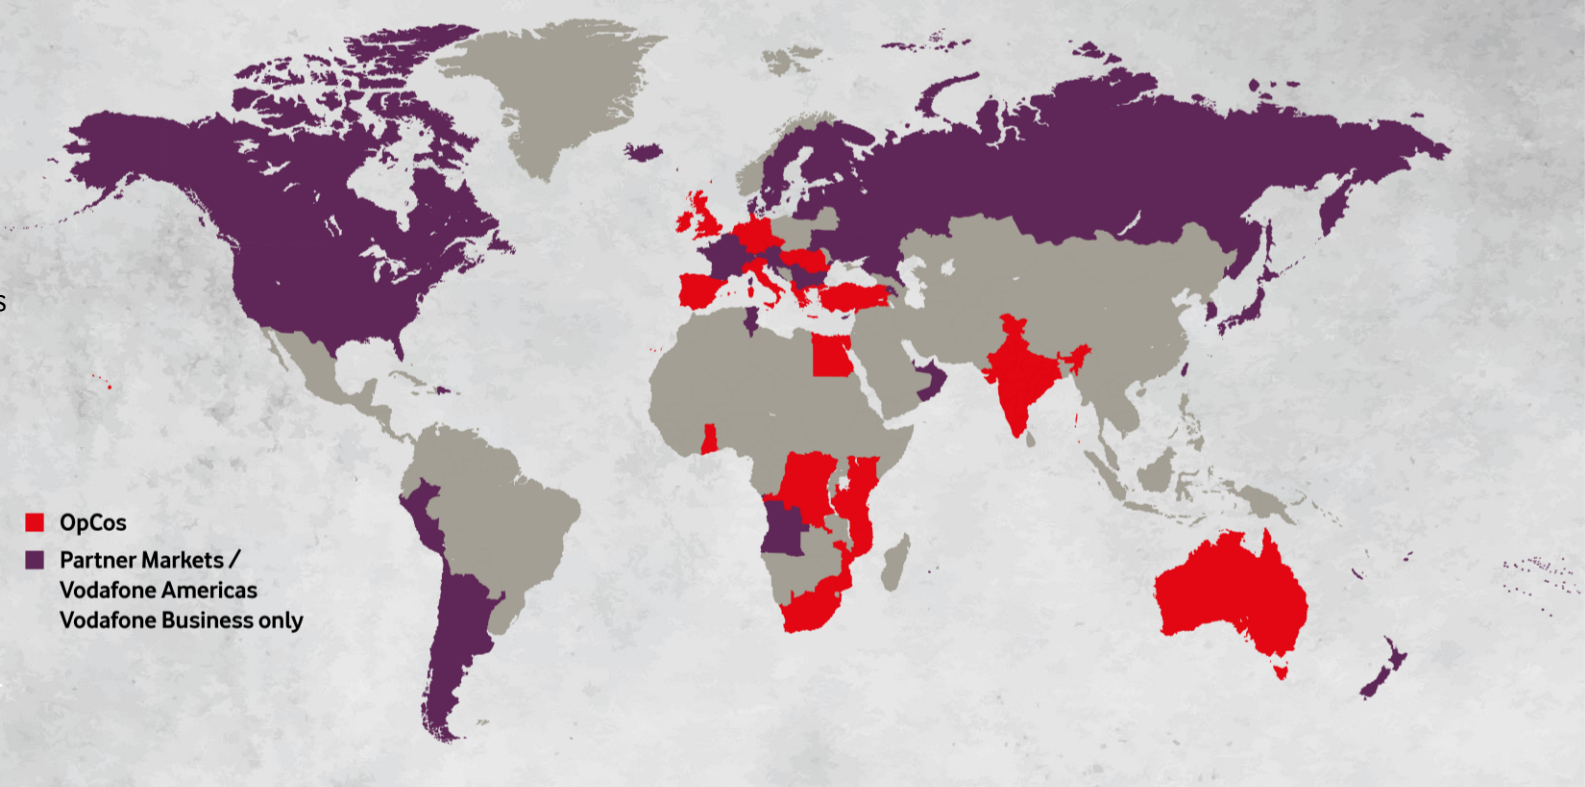 s
OpCos
Partner Markets /
Vodafone Americas
Vodafone Business only